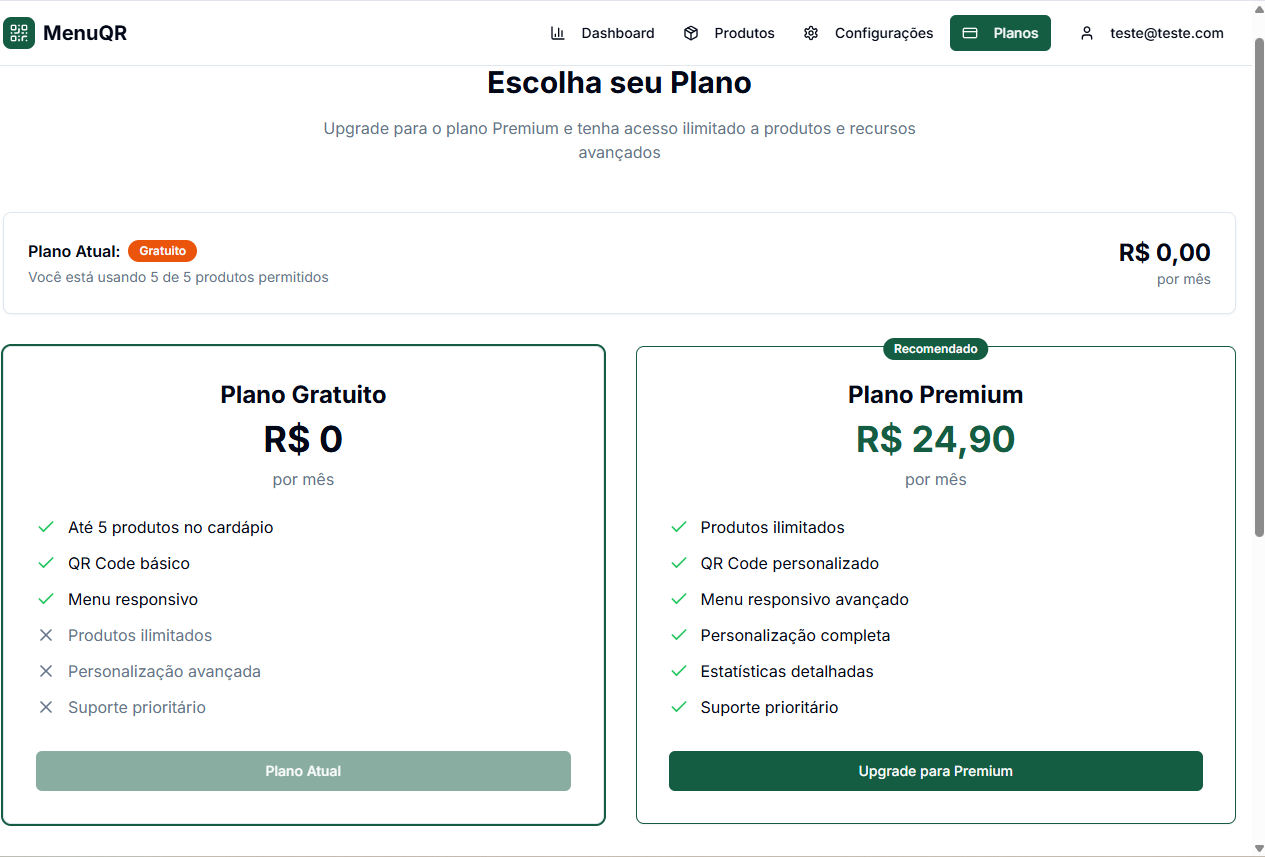 MenuQR
Dashboard
Produtos
Configurações
Planos
teste@teste.com
Escolha seu Plano
Upgrade para o plano Premium e tenha acesso ilimitado a produtos e recursos
avançados
Plano Atual: Gratuito
Você está usando 5 de 5 produtos permitidos
R$ 0,00
por mês
Plano Gratuito
R$ 0
por mês
Até 5 produtos no cardápio
QR Code básico
Menu responsivo
Produtos ilimitados
Personalização avançada
Suporte prioritário
Plano Atual
Recomendado
Plano Premium
R$ 24,90
por mês
Produtos ilimitados
QR Code personalizado
Menu responsivo avançado
Personalização completa
Estatísticas detalhadas
Suporte prioritário
Upgrade para Premium